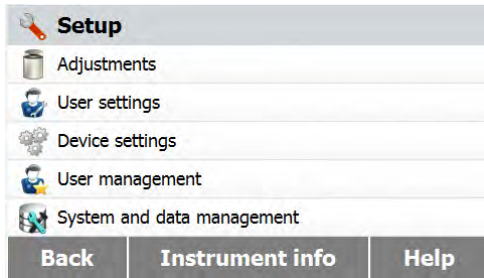 Setup
Adjustments
User settings
Device settings
User management
System and data management
Back Instrument info Help